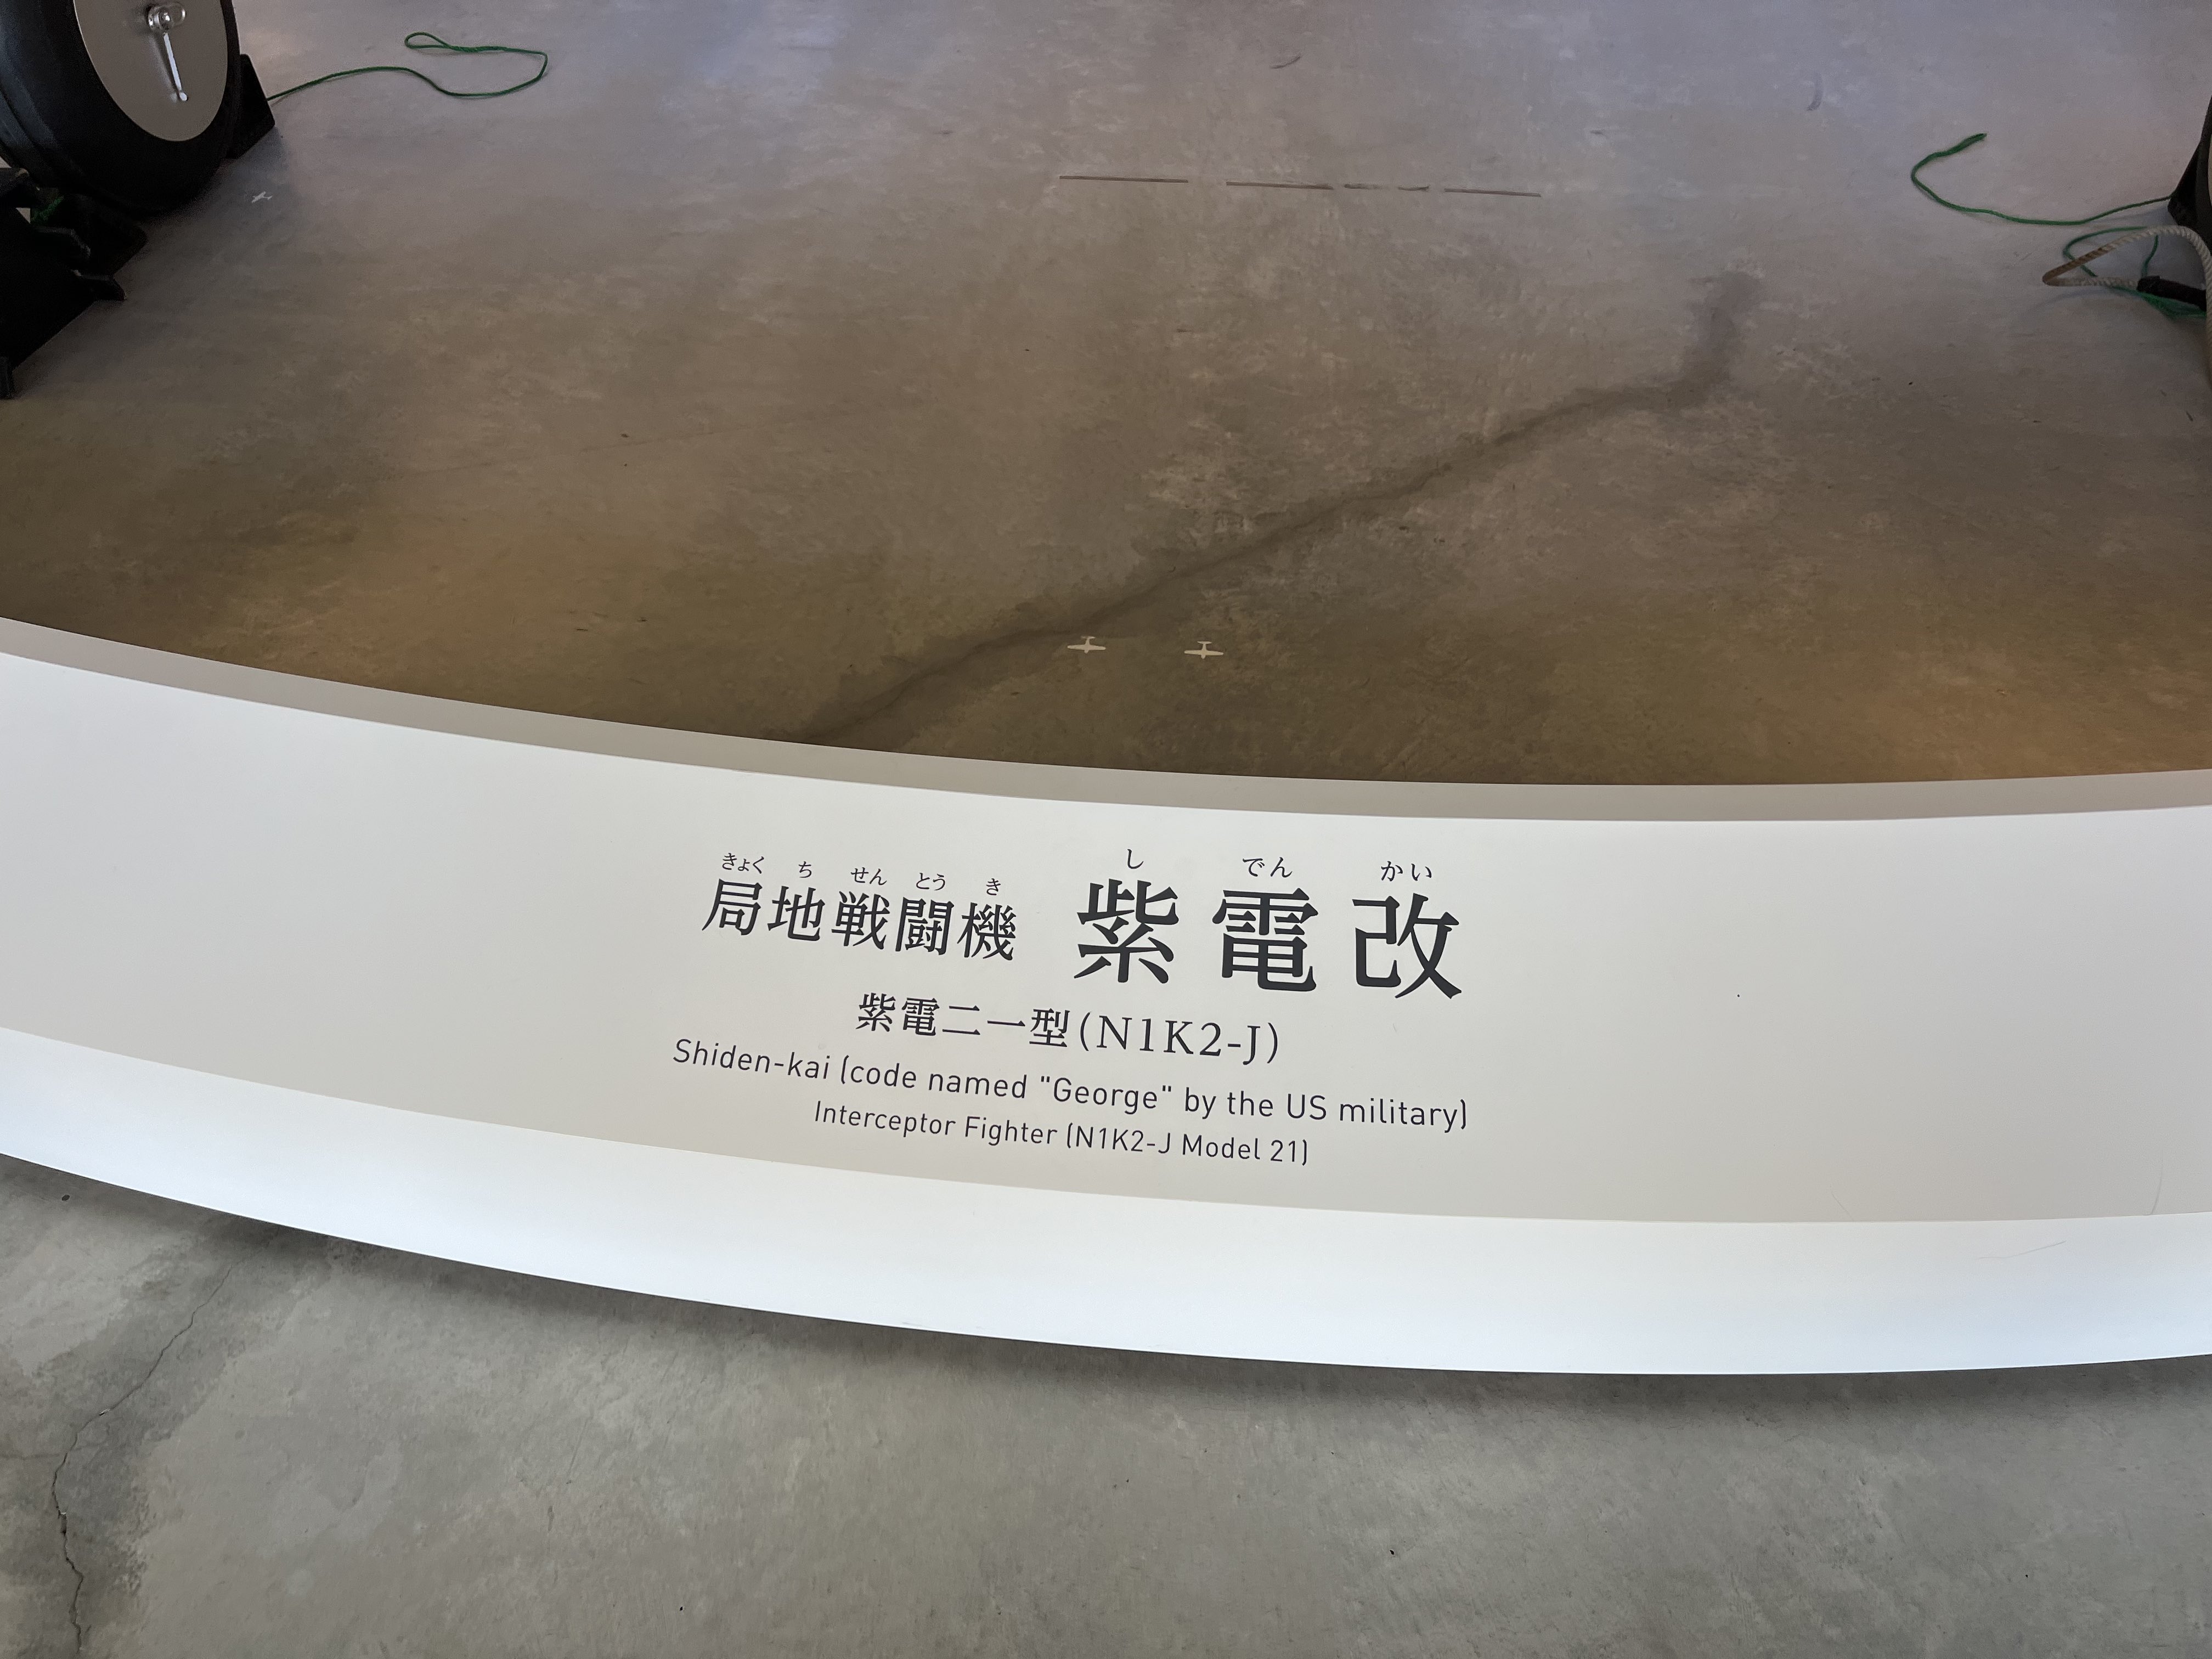 きょく ち せん とう き し でん かい
局地戦闘機 紫電改
紫電二一型(N1K2-J)
Shiden-kai (code named "George" by the US military)
Interceptor Fighter (N1K2-J Model 21)